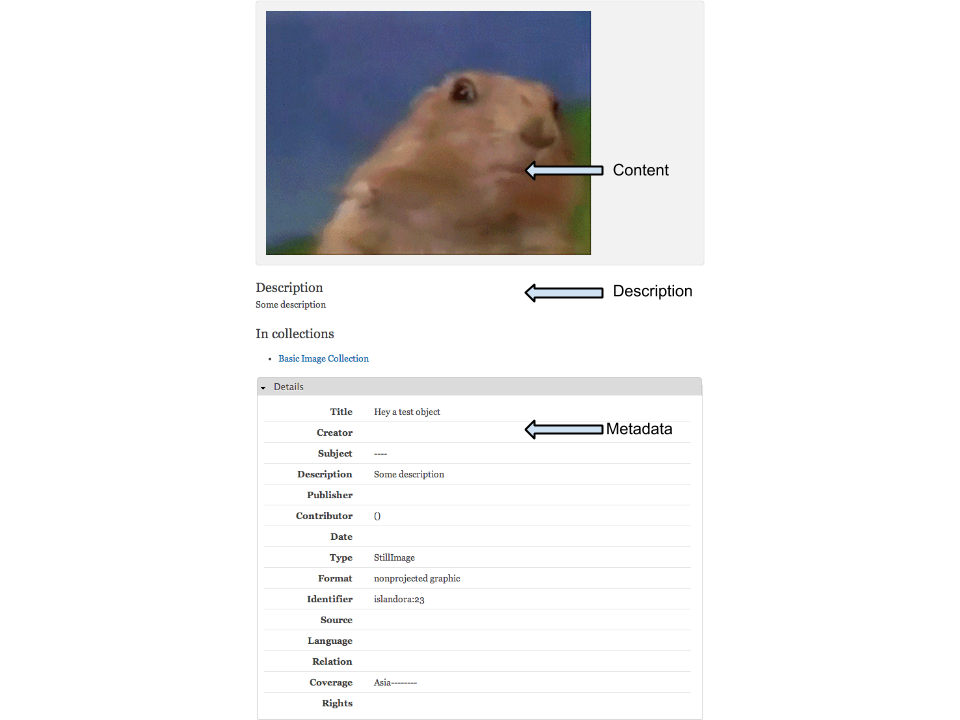 Content
Description
Description
Some description
In collections
• Basic Image Collection
Details
Title Hey a test object
Metadata
Creator
Subject ----
Description Some description
Publisher
Contributor ()
Date
Type StillImage
Format nonprojected graphic
Identifier islandora:23
Source
Language
Relation
Coverage Asia--------
Rights